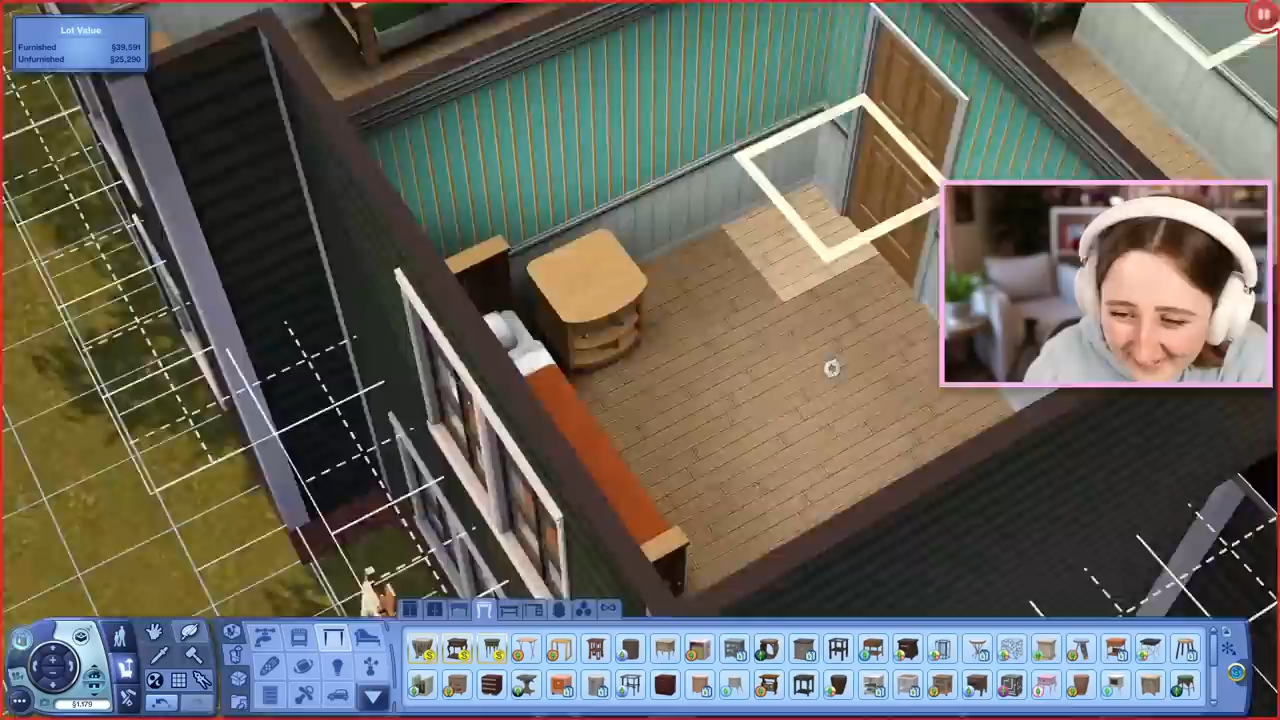 Lot Value
Furnished §39,591
Unfurnished §25,290
§1,179